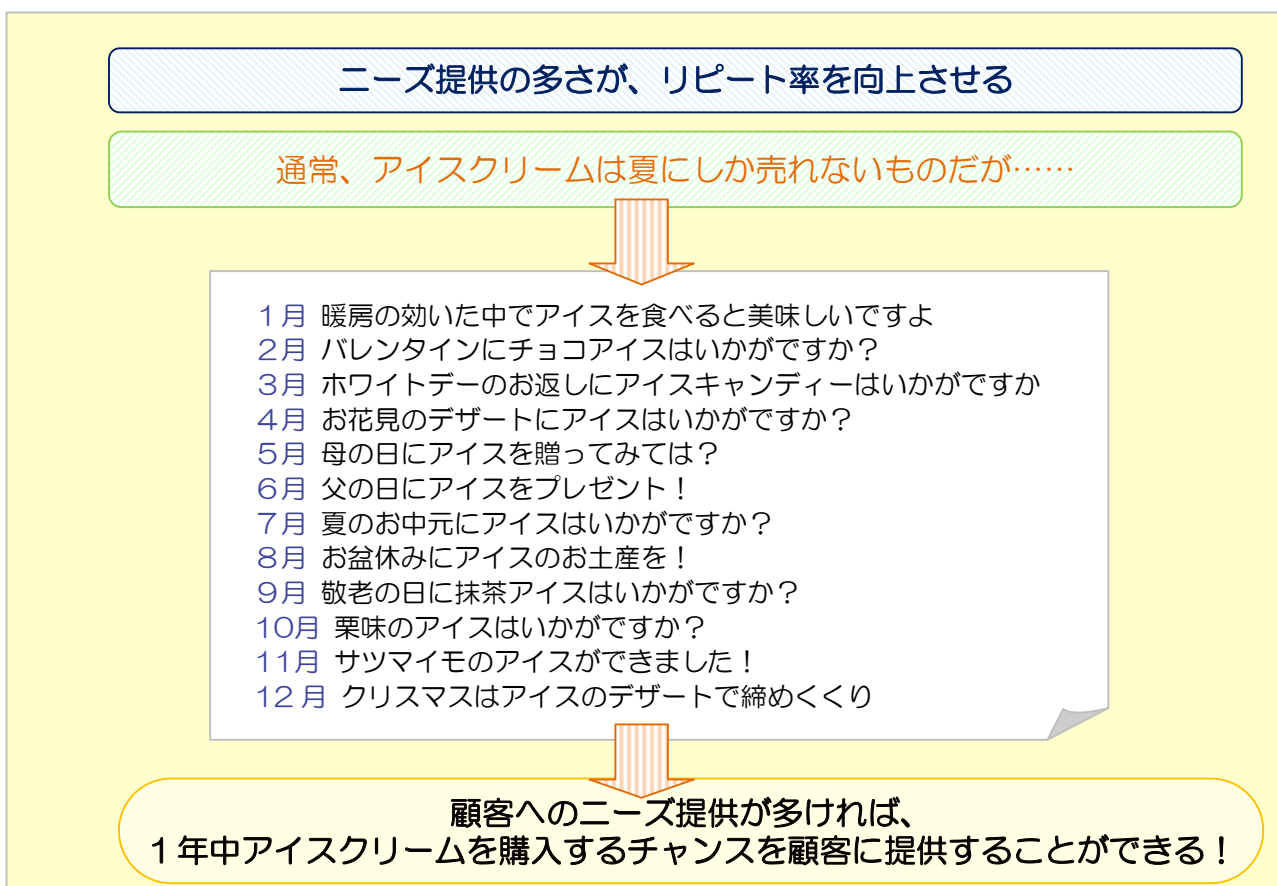 ニーズ提供の多さが、リピート率を向上させる
通常、アイスクリームは夏にしか売れないものだが……
1月 暖房の効いた中でアイスを食べると美味しいですよ
2月 バレンタインにチョコアイスはいかがですか？
3月 ホワイトデーのお返しにアイスキャンディーはいかがですか
4月 お花見のデザートにアイスはいかがですか？
5月 母の日にアイスを贈ってみては？
6月 父の日にアイスをプレゼント！
7月 夏のお中元にアイスはいかがですか？
8月 お盆休みにアイスのお土産を！
9月 敬老の日に抹茶アイスはいかがですか？
10月 栗味のアイスはいかがですか？
11月 サツマイモのアイスができました！
12 月 クリスマスはアイスのデザートで締めくくり
顧客へのニーズ提供が多ければ、
1年中アイスクリームを購入するチャンスを顧客に提供することができる！